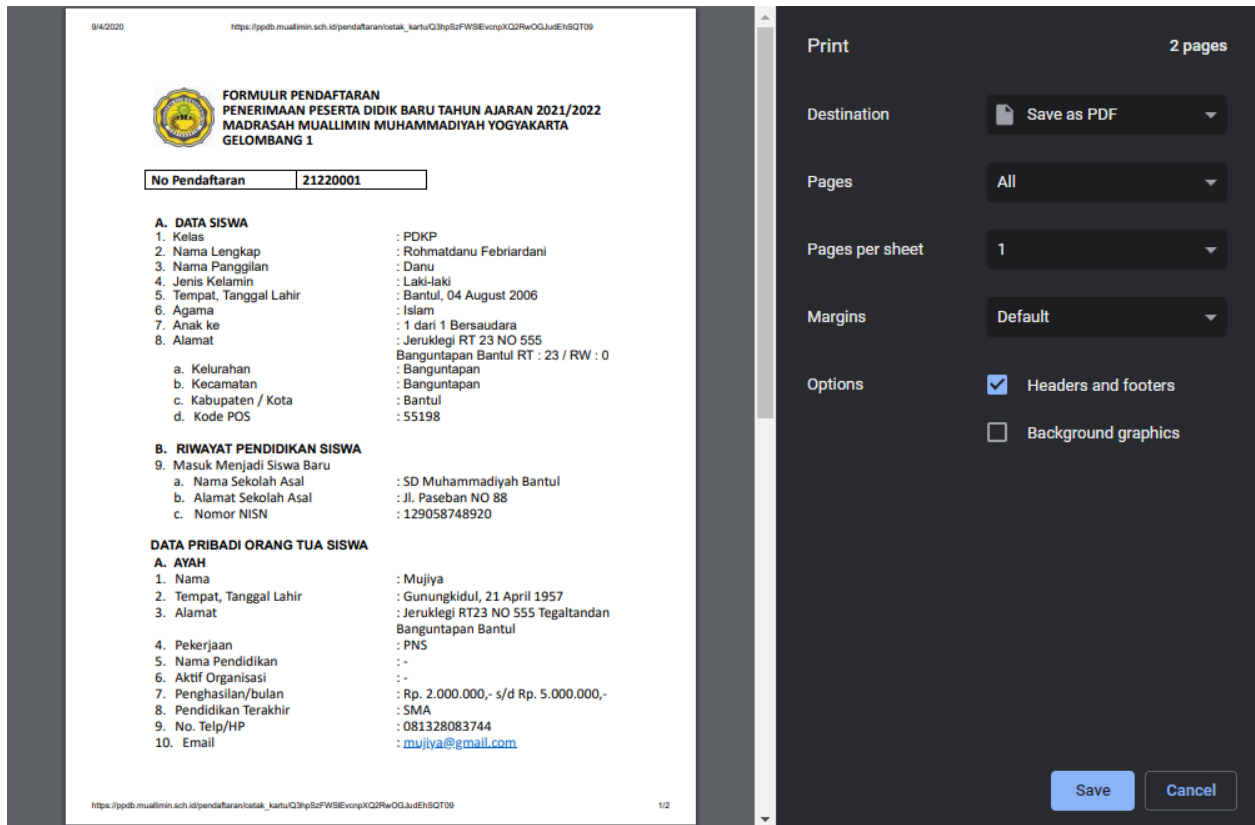 9/4/2020 https://ppdb.muallimin.sch.id/pendaftaran/cetak_kartu/Q3hpSzFWSlEvcnpXQ2RwOGJudEhSQT09
FORMULIR PENDAFTARAN
PENERIMAAN PESERTA DIDIK BARU TAHUN AJARAN 2021/2022
MADRASAH MUALLIMIN MUHAMMADIYAH YOGYAKARTA
GELOMBANG 1
No Pendaftaran 21220001
A. DATA SISWA
1. Kelas : PDKP
2. Nama Lengkap : Rohmatdanu Febriardani
3. Nama Panggilan : Danu
4. Jenis Kelamin : Laki-laki
5. Tempat, Tanggal Lahir : Bantul, 04 August 2006
6. Agama : Islam
7. Anak ke : 1 dari 1 Bersaudara
8. Alamat : Jeruklegi RT 23 NO 555
Banguntapan Bantul RT : 23 / RW : 0
a. Kelurahan : Banguntapan
b. Kecamatan : Banguntapan
c. Kabupaten / Kota : Bantul
d. Kode POS : 55198
B. RIWAYAT PENDIDIKAN SISWA
9. Masuk Menjadi Siswa Baru
a. Nama Sekolah Asal : SD Muhammadiyah Bantul
b. Alamat Sekolah Asal : Jl. Paseban NO 88
c. Nomor NISN : 129058748920
DATA PRIBADI ORANG TUA SISWA
A. AYAH
1. Nama : Mujiya
2. Tempat, Tanggal Lahir : Gunungkidul, 21 April 1957
3. Alamat : Jeruklegi RT23 NO 555 Tegaltandan
Banguntapan Bantul
4. Pekerjaan : PNS
5. Nama Pendidikan : -
6. Aktif Organisasi : -
7. Penghasilan/bulan : Rp. 2.000.000,- s/d Rp. 5.000.000,-
8. Pendidikan Terakhir : SMA
9. No. Telp/HP : 081328083744
10. Email : mujiya@gmail.com
https://ppdb.muallimin.sch.id/pendaftaran/cetak_kartu/Q3hpSzFWSlEvcnpXQ2RwOGJudEhSQT09 1/2
Print 2 pages
Destination Save as PDF
Pages All
Pages per sheet 1
Margins Default
Options Headers and footers
Background graphics
Save Cancel